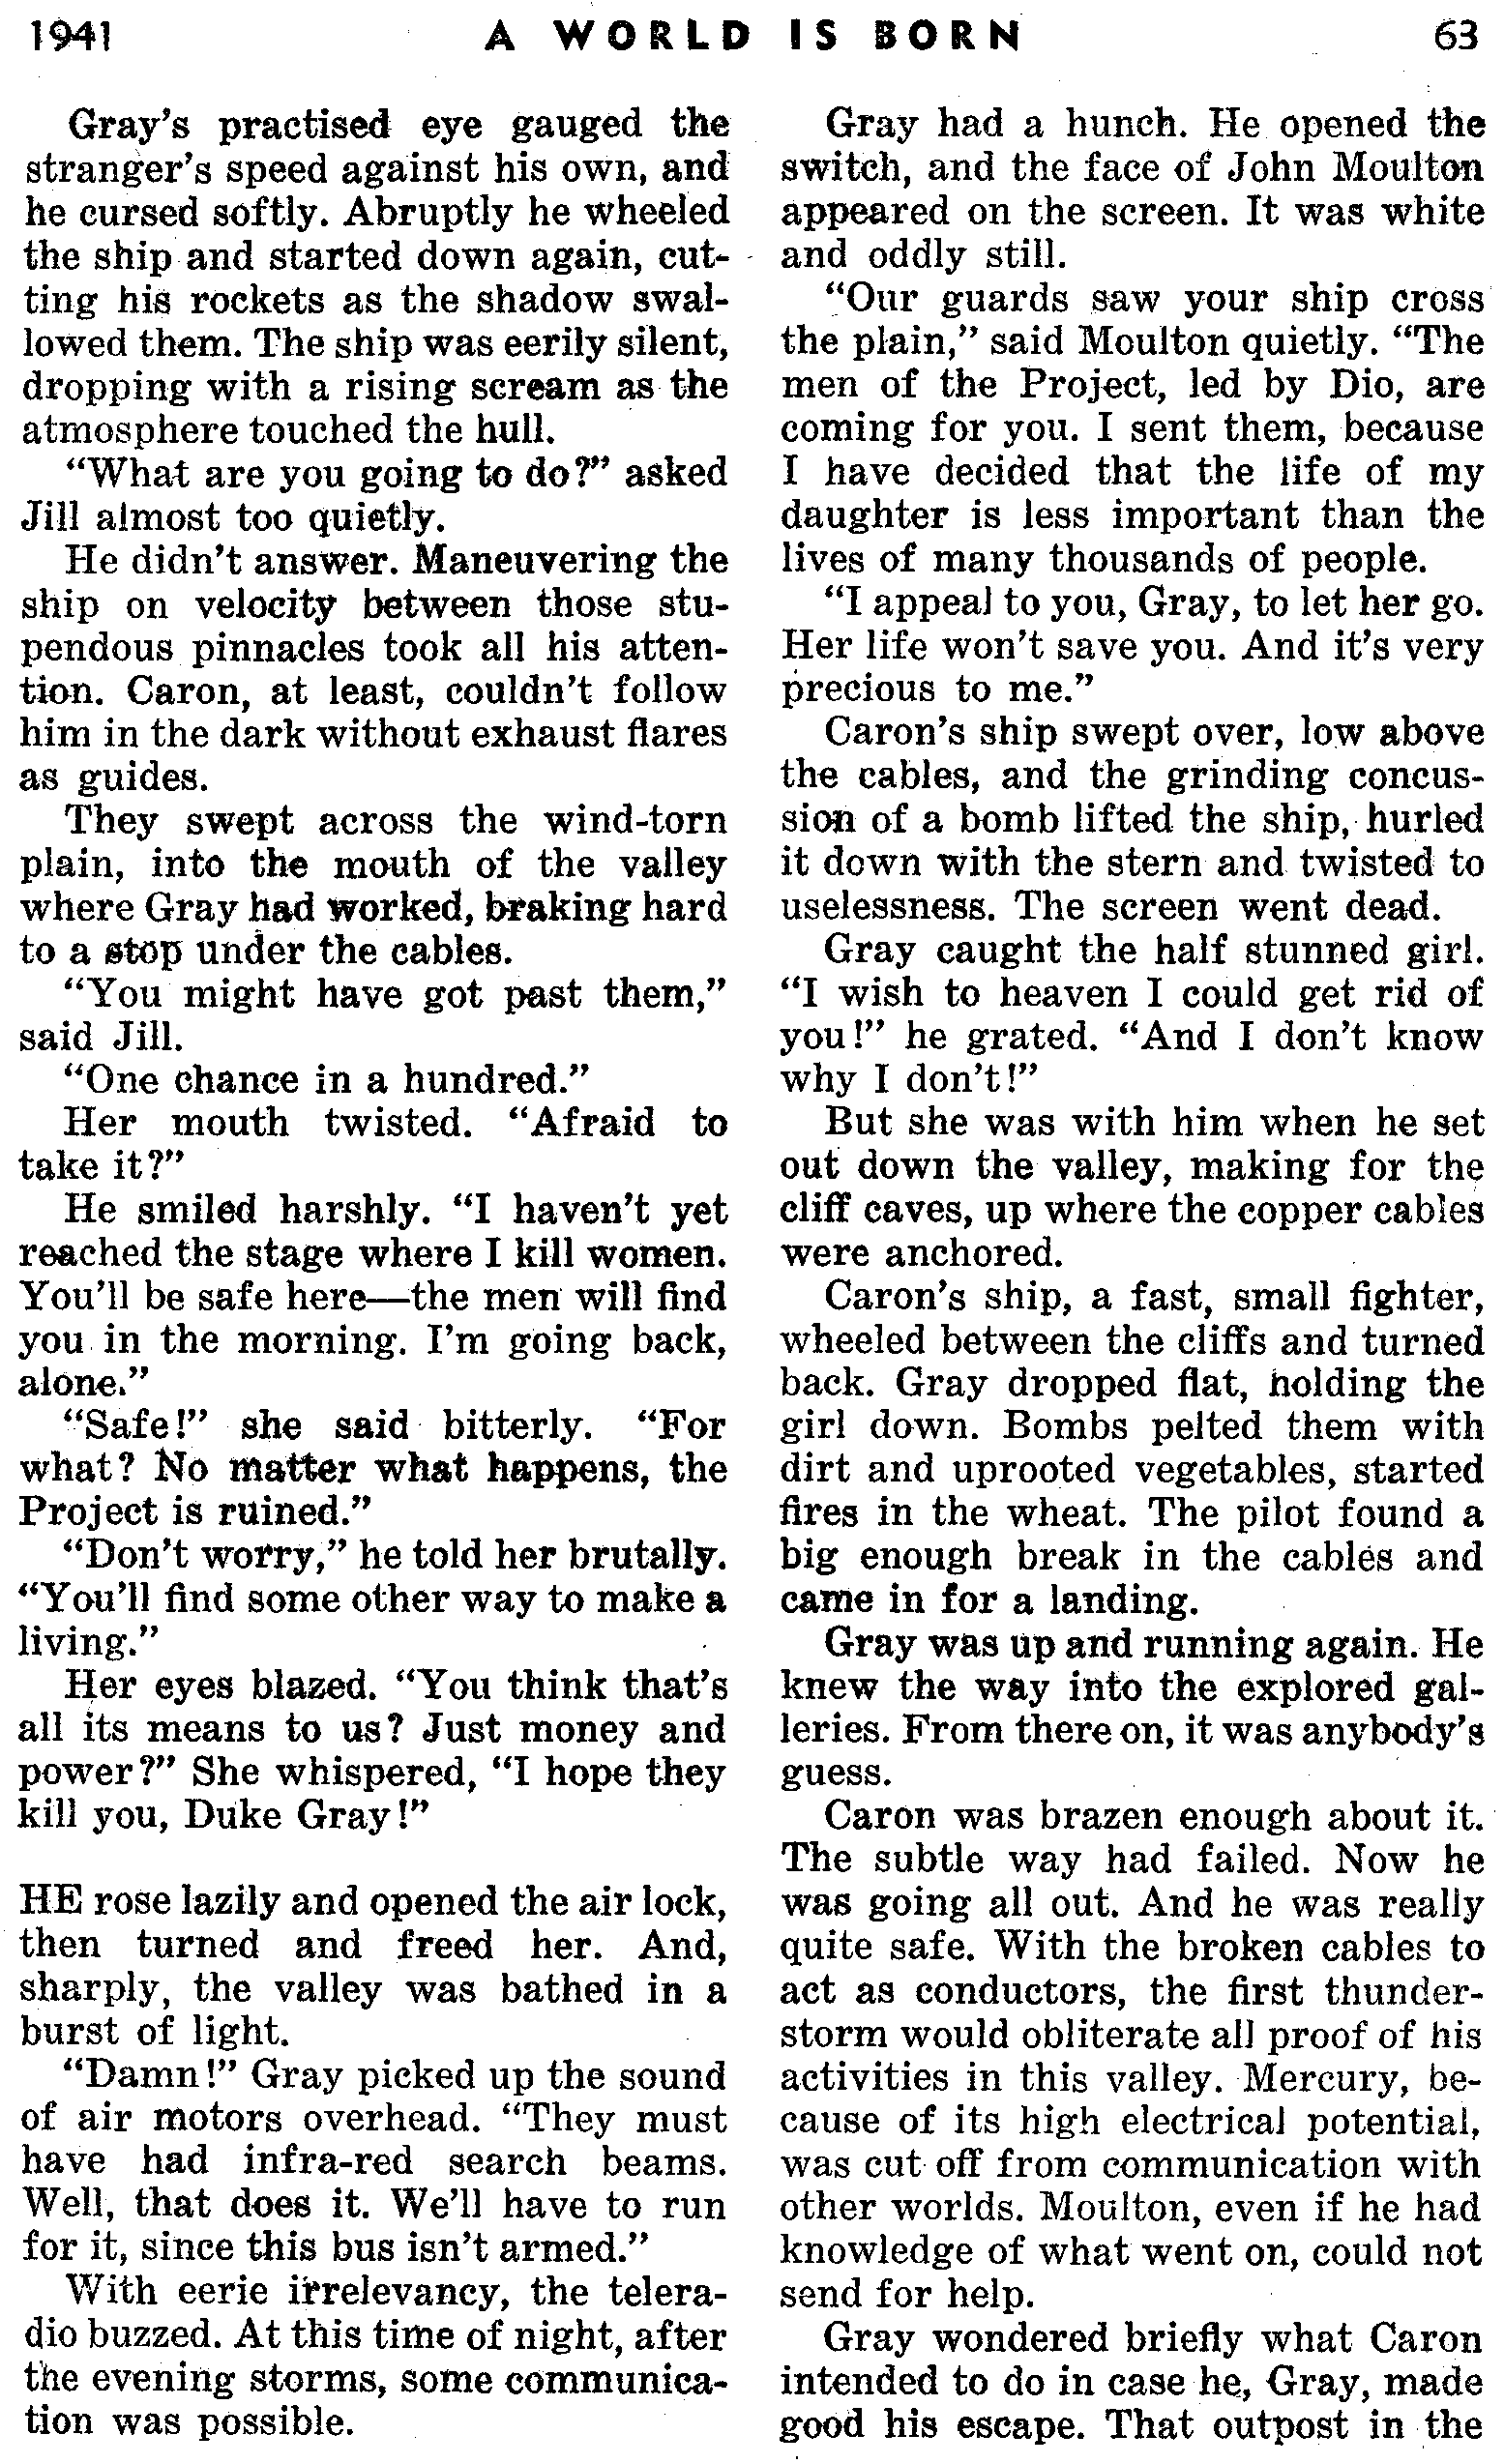 1941 A WORLD IS BORN 63
Gray's practised eye gauged the
stranger's speed against his own, and
he cursed softly. Abruptly he wheeled
the ship and started down again, cut-
ting his rockets as the shadow swal-
lowed them. The ship was eerily silent,
dropping with a rising scream as the
atmosphere touched the hull.
"What are you going to do?" asked
Jill almost too quietly.
He didn't answer. Maneuvering the
ship on velocity between those stu-
pendous pinnacles took all his atten-
tion. Caron, at least, couldn't follow
him in the dark without exhaust flares
as guides.
They swept across the wind-torn
plain, into the mouth of the valley
where Gray had worked, braking hard
to a stop under the cables.
"You might have got past them,"
said Jill.
"One chance in a hundred."
Her mouth twisted. "Afraid to
take it?"
He smiled harshly. "I haven't yet
reached the stage where I kill women.
You'll be safe here—the men will find
you in the morning. I'm going back,
alone."
"Safe!" she said bitterly. "For
what? No matter what happens, the
Project is ruined."
"Don't worry," he told her brutally.
"You'll find some other way to make a
living."
Her eyes blazed. "You think that's
all its means to us? Just money and
power?" She whispered, "I hope they
kill you, Duke Gray!"
HE rose lazily and opened the air lock,
then turned and freed her. And,
sharply, the valley was bathed in a
burst of light.
"Damn!" Gray picked up the sound
of air motors overhead. "They must
have had infra-red search beams.
Well, that does it. We'll have to run
for it, since this bus isn't armed."
With eerie irrelevancy, the telera-
dio buzzed. At this time of night, after
the evening storms, some communica-
tion was possible.
Gray had a hunch. He opened the
switch, and the face of John Moulton
appeared on the screen. It was white
and oddly still.
"Our guards saw your ship cross
the plain," said Moulton quietly. "The
men of the Project, led by Dio, are
coming for you. I sent them, because
I have decided that the life of my
daughter is less important than the
lives of many thousands of people.
"I appeal to you, Gray, to let her go.
Her life won't save you. And it's very
precious to me."
Caron's ship swept over, low above
the cables, and the grinding concus-
sion of a bomb lifted the ship, hurled
it down with the stern and twisted to
uselessness. The screen went dead.
Gray caught the half stunned girl.
"I wish to heaven I could get rid of
you!" he grated. "And I don't know
why I don't!"
But she was with him when he set
out down the valley, making for the
cliff caves, up where the copper cables
were anchored.
Caron's ship, a fast, small fighter,
wheeled between the cliffs and turned
back. Gray dropped flat, holding the
girl down. Bombs pelted them with
dirt and uprooted vegetables, started
fires in the wheat. The pilot found a
big enough break in the cables and
came in for a landing.
Gray was up and running again. He
knew the way into the explored gal-
leries. From there on, it was anybody's
guess.
Caron was brazen enough about it.
The subtle way had failed. Now he
was going all out. And he was really
quite safe. With the broken cables to
act as conductors, the first thunder-
storm would obliterate all proof of his
activities in this valley. Mercury, be-
cause of its high electrical potential,
was cut off from communication with
other worlds. Moulton, even if he had
knowledge of what went on, could not
send for help.
Gray wondered briefly what Caron
intended to do in case he, Gray, made
good his escape. That outpost in the